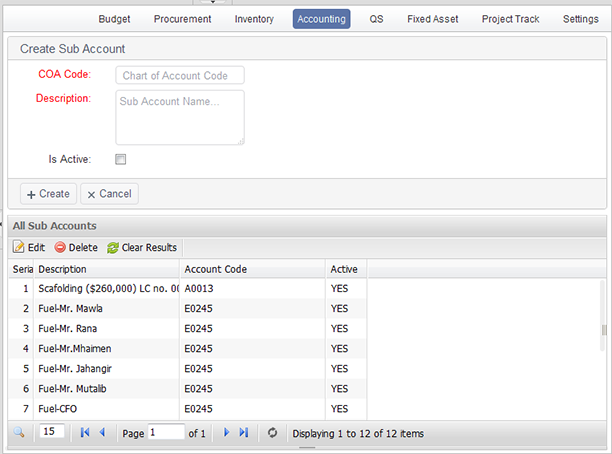 Budget Procurement Inventory Accounting QS Fixed Asset Project Track Settings
Create Sub Account
COA Code: Chart of Account Code
Description: Sub Account Name...
Is Active:
+ Create × Cancel
All Sub Accounts
Edit Delete Clear Results
Seria Description Account Code Active
1 Scafolding ($260,000) LC no. 00 A0013 YES
2 Fuel-Mr. Mawla E0245 YES
3 Fuel-Mr. Rana E0245 YES
4 Fuel-Mr.Mhaimen E0245 YES
5 Fuel-Mr. Jahangir E0245 YES
6 Fuel-Mr. Mutalib E0245 YES
7 Fuel-CFO E0245 YES
15 Page 1 of 1 Displaying 1 to 12 of 12 items